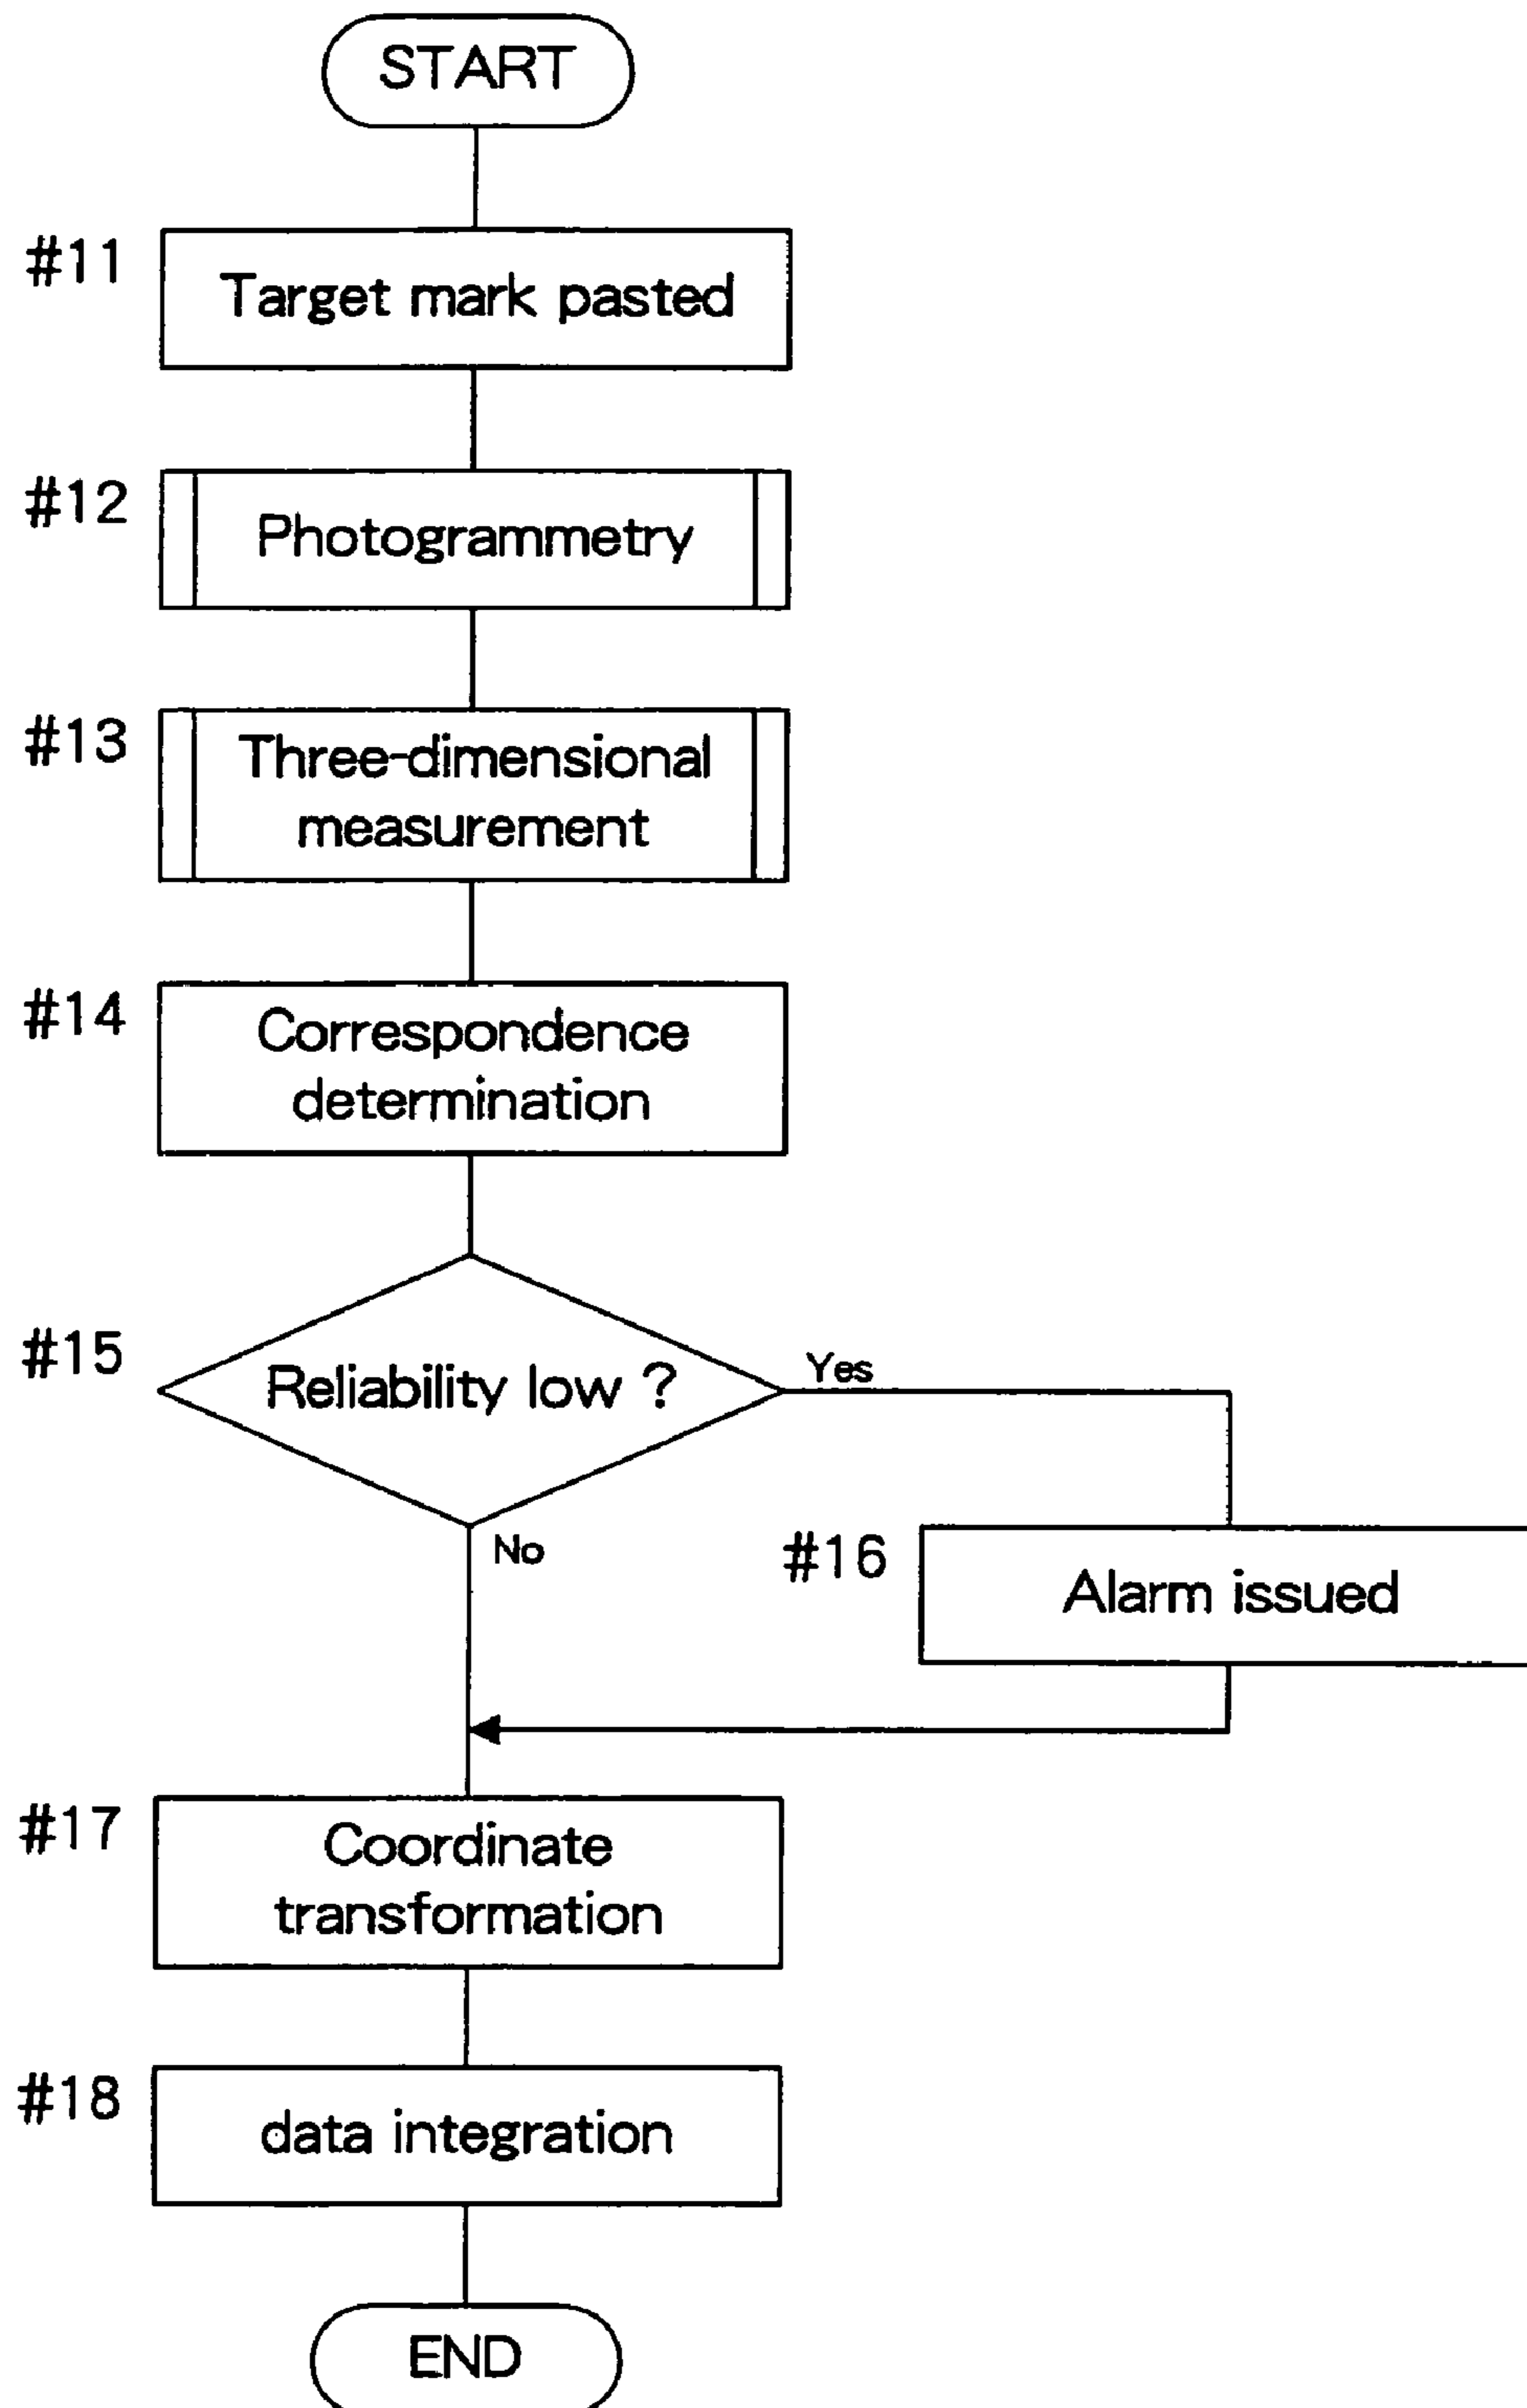 START
#11
Target mark pasted
#12
Photogrammetry
#13
Three-dimensional
measurement
#14
Correspondence
determination
#15
Reliability low ?
Yes
No
#16
Alarm issued
#17
Coordinate
transformation
#18
data integration
END